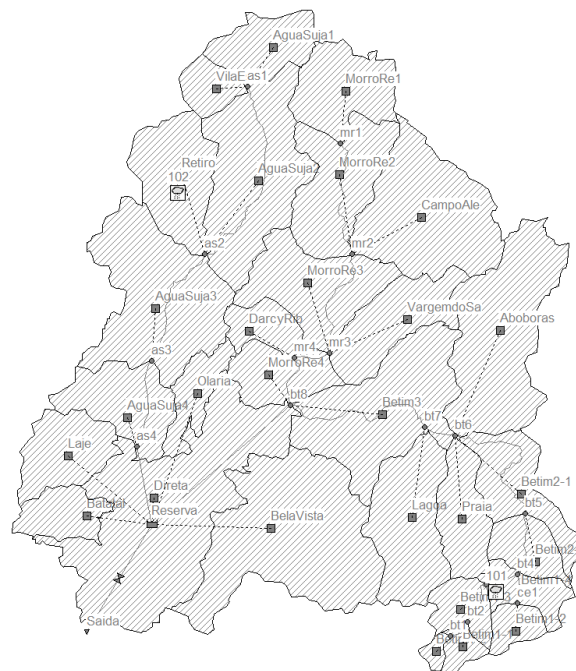 AguaSuja1
VilaE as1
MorroRe1
mr1
Retiro
102
AguaSuja2
MorroRe2
CampoAle
as2
mr2
MorroRe3
AguaSuja3
VargemdoSa
Aboboras
DarcyRib
mr4
mr3
as3
MorroRe4
Olaria
bt8
Betim3
bt7
bt6
AguaSuja4
as4
Laje
Direta
Betim2-1
bt5
Batatal
Reserva
BelaVista
Lagoa
Praia
Betim2-
bt4
101
ce1
bt2
bt1
Betim1-1
Betim1-2
Saida